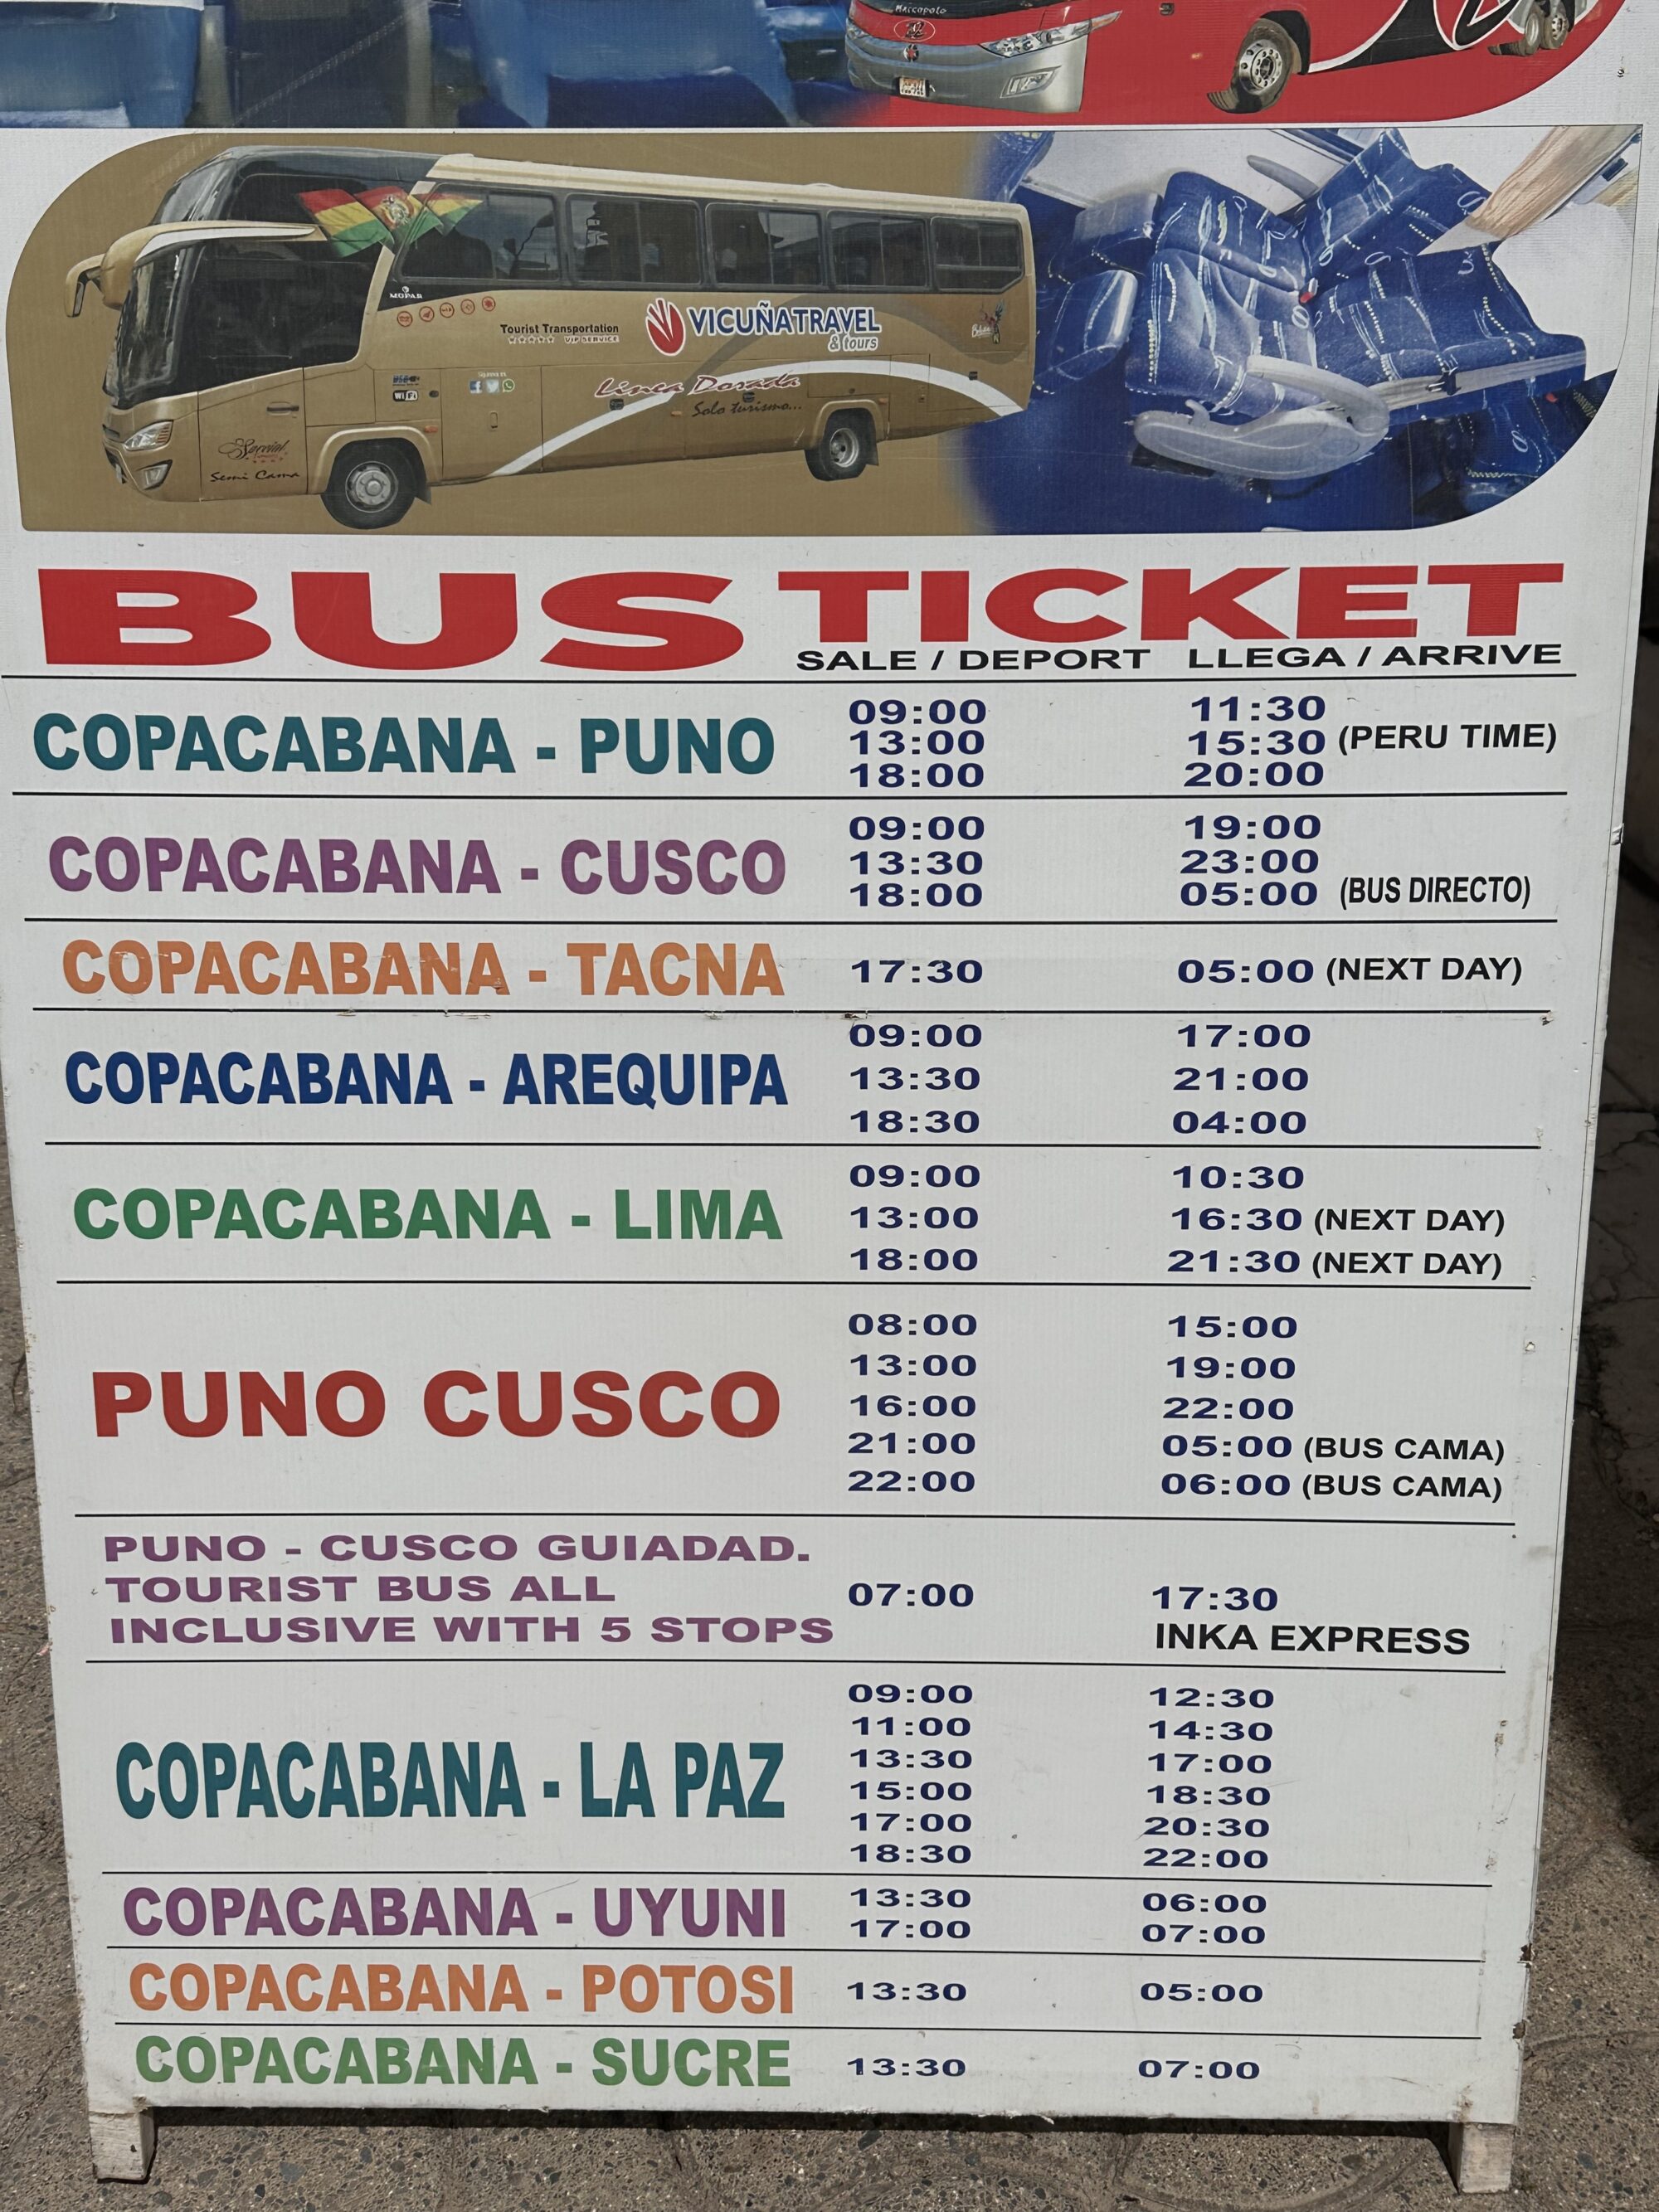 Marcopolo
MOPAR
Tourist Transportation
VIP SERVICE
VICUÑATRAVEL
& tours
WiFi
Linea Dorada
Solo turismo...
Special
Semi Cama
BUS TICKET
SALE / DEPORT LLEGA / ARRIVE
COPACABANA - PUNO
09:00 11:30
13:00 15:30 (PERU TIME)
18:00 20:00
COPACABANA - CUSCO
09:00 19:00
13:30 23:00
18:00 05:00 (BUS DIRECTO)
COPACABANA - TACNA 17:30 05:00 (NEXT DAY)
COPACABANA - AREQUIPA
09:00 17:00
13:30 21:00
18:30 04:00
COPACABANA - LIMA
09:00 10:30
13:00 16:30 (NEXT DAY)
18:00 21:30 (NEXT DAY)
PUNO CUSCO
08:00 15:00
13:00 19:00
16:00 22:00
21:00 05:00 (BUS CAMA)
22:00 06:00 (BUS CAMA)
PUNO - CUSCO GUIADAD.
TOURIST BUS ALL
INCLUSIVE WITH 5 STOPS
07:00 17:30
INKA EXPRESS
COPACABANA - LA PAZ
09:00 12:30
11:00 14:30
13:30 17:00
15:00 18:30
17:00 20:30
18:30 22:00
COPACABANA - UYUNI
13:30 06:00
17:00 07:00
COPACABANA - POTOSI 13:30 05:00
COPACABANA - SUCRE 13:30 07:00